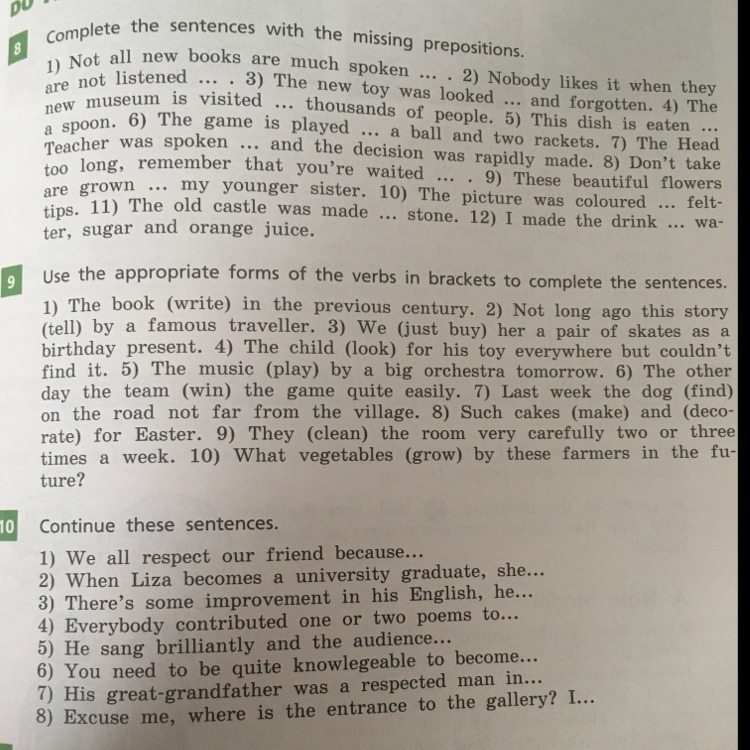 DO
8 Complete the sentences with the missing prepositions.
1) Not all new books are much spoken ... . 2) Nobody likes it when they
are not listened ... . 3) The new toy was looked ... and forgotten. 4) The
new museum is visited ... thousands of people. 5) This dish is eaten ...
a spoon. 6) The game is played ... a ball and two rackets. 7) The Head
Teacher was spoken ... and the decision was rapidly made. 8) Don't take
too long, remember that you're waited ... . 9) These beautiful flowers
are grown ... my younger sister. 10) The picture was coloured ... felt-
tips. 11) The old castle was made ... stone. 12) I made the drink ... wa-
ter, sugar and orange juice.
9 Use the appropriate forms of the verbs in brackets to complete the sentences.
1) The book (write) in the previous century. 2) Not long ago this story
(tell) by a famous traveller. 3) We (just buy) her a pair of skates as a
birthday present. 4) The child (look) for his toy everywhere but couldn't
find it. 5) The music (play) by a big orchestra tomorrow. 6) The other
day the team (win) the game quite easily. 7) Last week the dog (find)
on the road not far from the village. 8) Such cakes (make) and (deco-
rate) for Easter. 9) They (clean) the room very carefully two or three
times a week. 10) What vegetables (grow) by these farmers in the fu-
ture?
10 Continue these sentences.
1) We all respect our friend because...
2) When Liza becomes a university graduate, she...
3) There's some improvement in his English, he...
4) Everybody contributed one or two poems to...
5) He sang brilliantly and the audience...
6) You need to be quite knowlegeable to become...
7) His great-grandfather was a respected man in...
8) Excuse me, where is the entrance to the gallery? I...